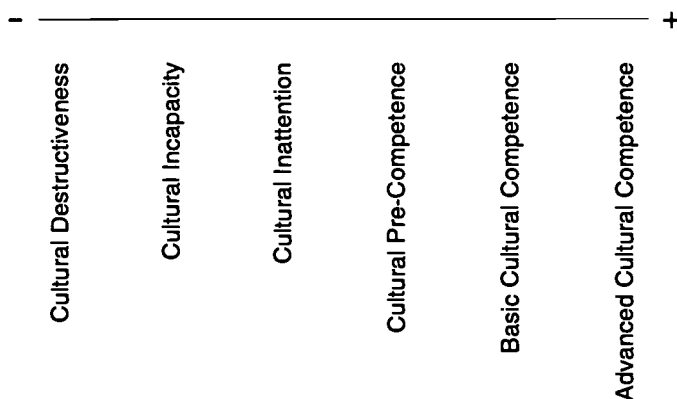 - +
Cultural Destructiveness
Cultural Incapacity
Cultural Inattention
Cultural Pre-Competence
Basic Cultural Competence
Advanced Cultural Competence